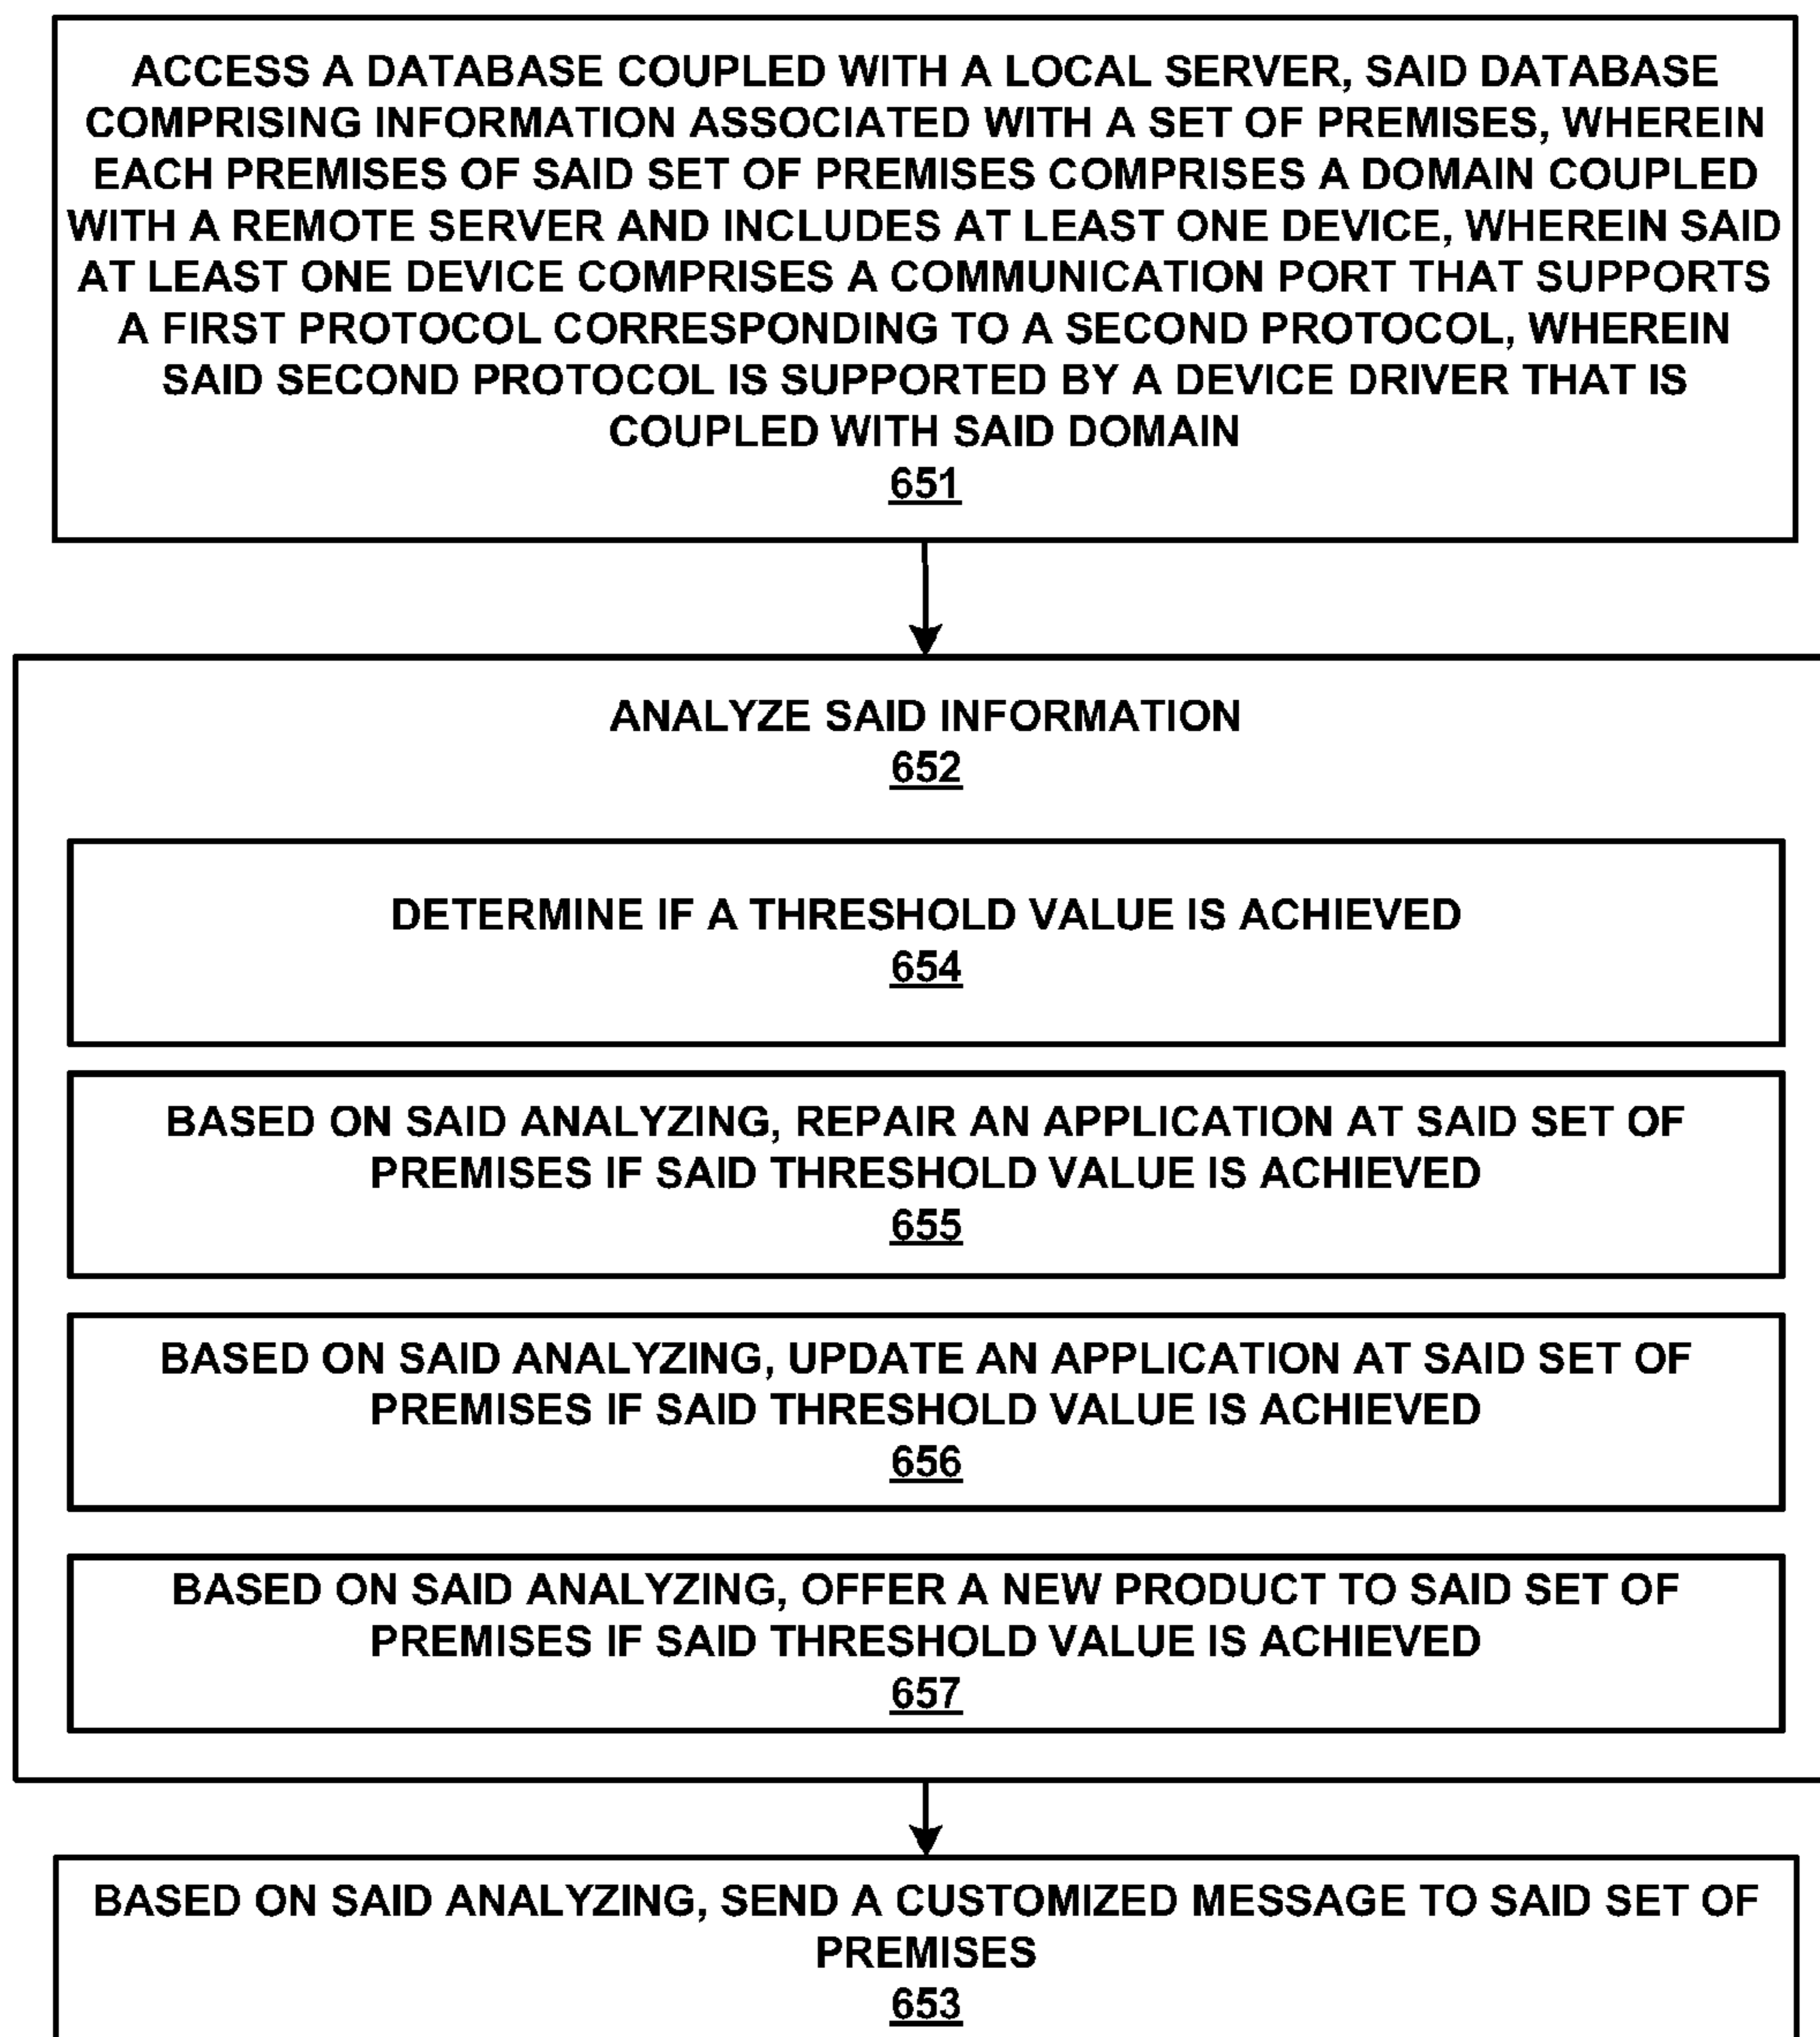 ACCESS A DATABASE COUPLED WITH A LOCAL SERVER, SAID DATABASE
COMPRISING INFORMATION ASSOCIATED WITH A SET OF PREMISES, WHEREIN
EACH PREMISES OF SAID SET OF PREMISES COMPRISES A DOMAIN COUPLED
WITH A REMOTE SERVER AND INCLUDES AT LEAST ONE DEVICE, WHEREIN SAID
AT LEAST ONE DEVICE COMPRISES A COMMUNICATION PORT THAT SUPPORTS
A FIRST PROTOCOL CORRESPONDING TO A SECOND PROTOCOL, WHEREIN
SAID SECOND PROTOCOL IS SUPPORTED BY A DEVICE DRIVER THAT IS
COUPLED WITH SAID DOMAIN
651
ANALYZE SAID INFORMATION
652
DETERMINE IF A THRESHOLD VALUE IS ACHIEVED
654
BASED ON SAID ANALYZING, REPAIR AN APPLICATION AT SAID SET OF
PREMISES IF SAID THRESHOLD VALUE IS ACHIEVED
655
BASED ON SAID ANALYZING, UPDATE AN APPLICATION AT SAID SET OF
PREMISES IF SAID THRESHOLD VALUE IS ACHIEVED
656
BASED ON SAID ANALYZING, OFFER A NEW PRODUCT TO SAID SET OF
PREMISES IF SAID THRESHOLD VALUE IS ACHIEVED
657
BASED ON SAID ANALYZING, SEND A CUSTOMIZED MESSAGE TO SAID SET OF
PREMISES
653